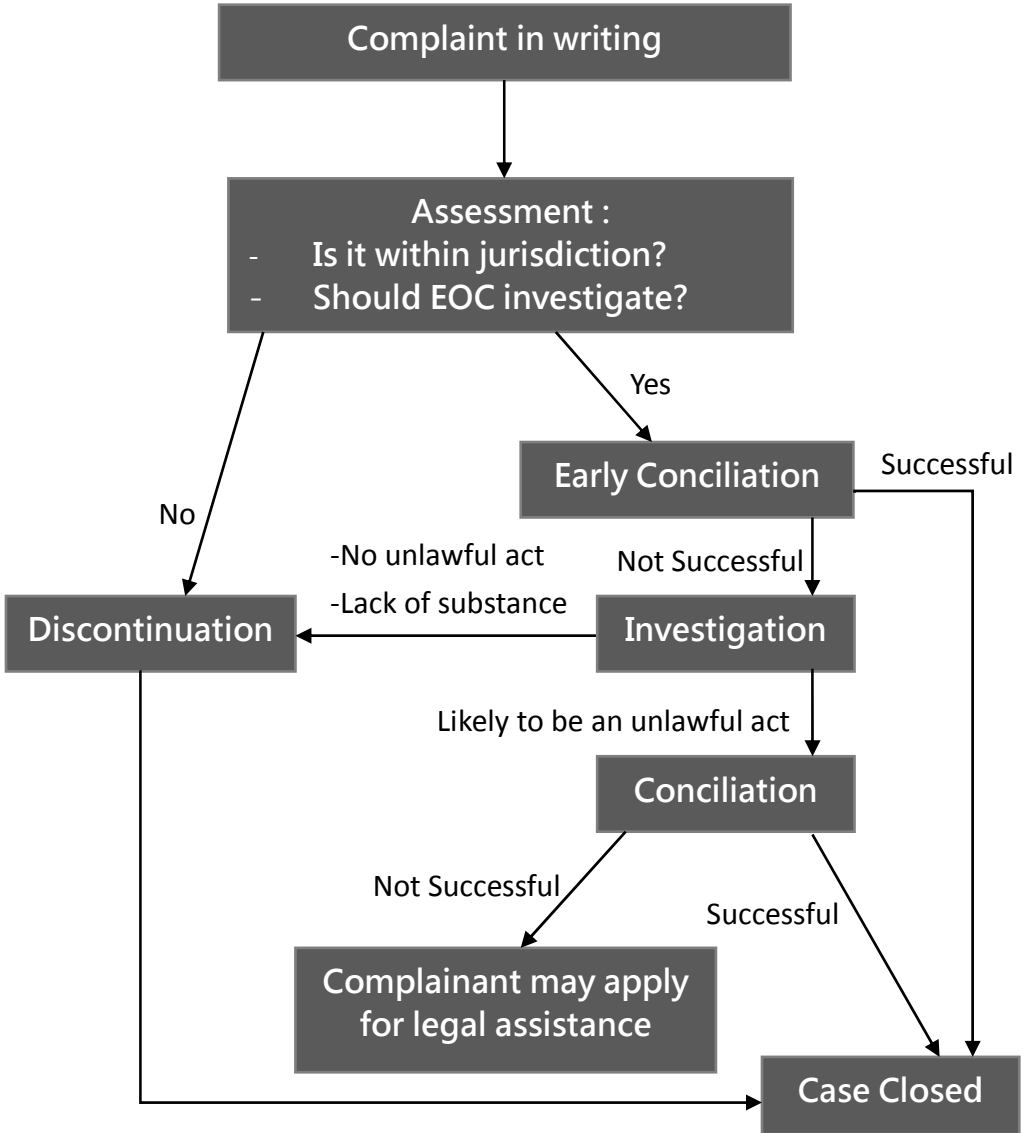 Complaint in writing
Assessment :
- Is it within jurisdiction?
- Should EOC investigate?
Yes
Early Conciliation
Successful
No
-No unlawful act
Not Successful
-Lack of substance
Discontinuation
Investigation
Likely to be an unlawful act
Conciliation
Not Successful
Successful
Complainant may apply
for legal assistance
Case Closed